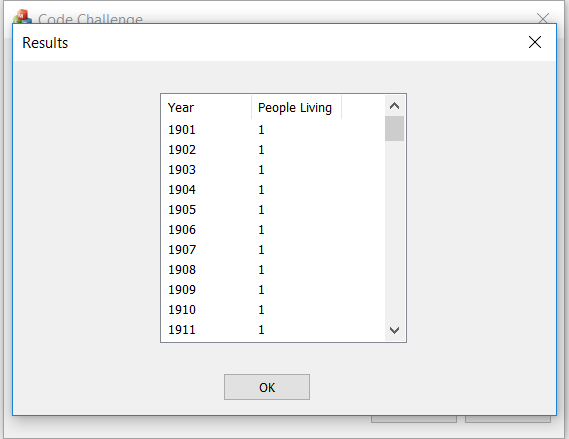 Code Challenge
Results
Year People Living
1901 1
1902 1
1903 1
1904 1
1905 1
1906 1
1907 1
1908 1
1909 1
1910 1
1911 1
OK